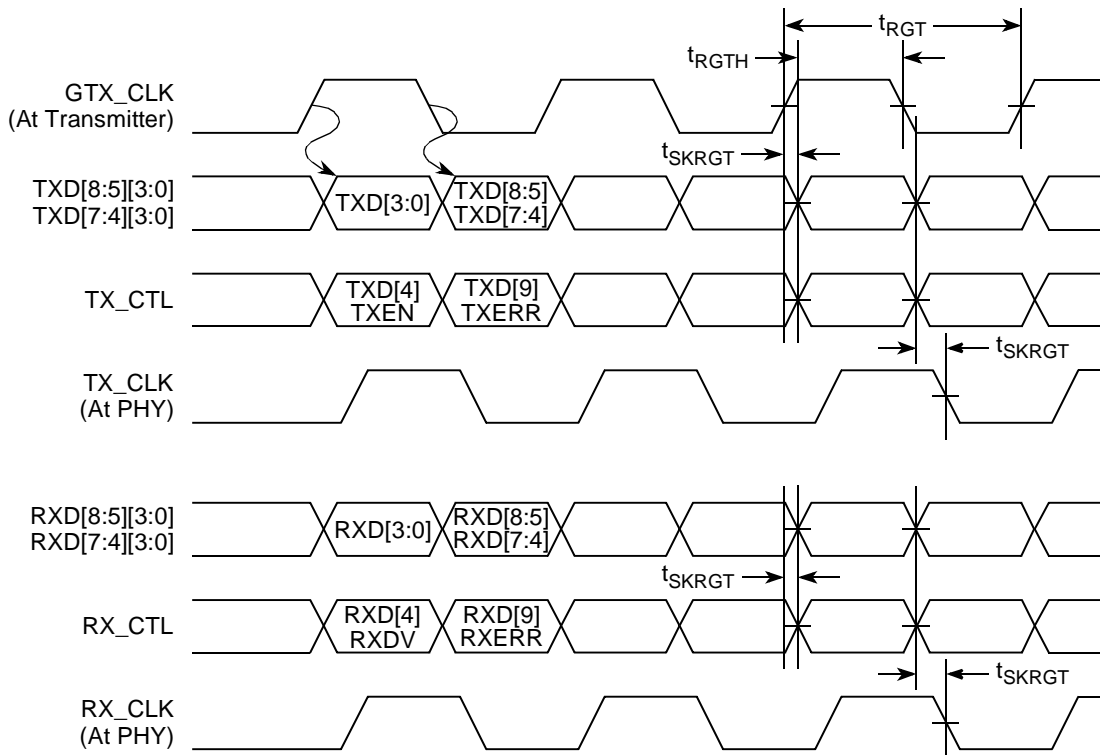 tRGT
tRGTH
GTX_CLK
(At Transmitter)
tSKRGT
TXD[8:5][3:0]
TXD[7:4][3:0]
TXD[3:0]
TXD[8:5]
TXD[7:4]
TX_CTL
TXD[4]
TXEN
TXD[9]
TXERR
tSKRGT
TX_CLK
(At PHY)
RXD[8:5][3:0]
RXD[7:4][3:0]
RXD[3:0]
RXD[8:5]
RXD[7:4]
tSKRGT
RX_CTL
RXD[4]
RXDV
RXD[9]
RXERR
tSKRGT
RX_CLK
(At PHY)